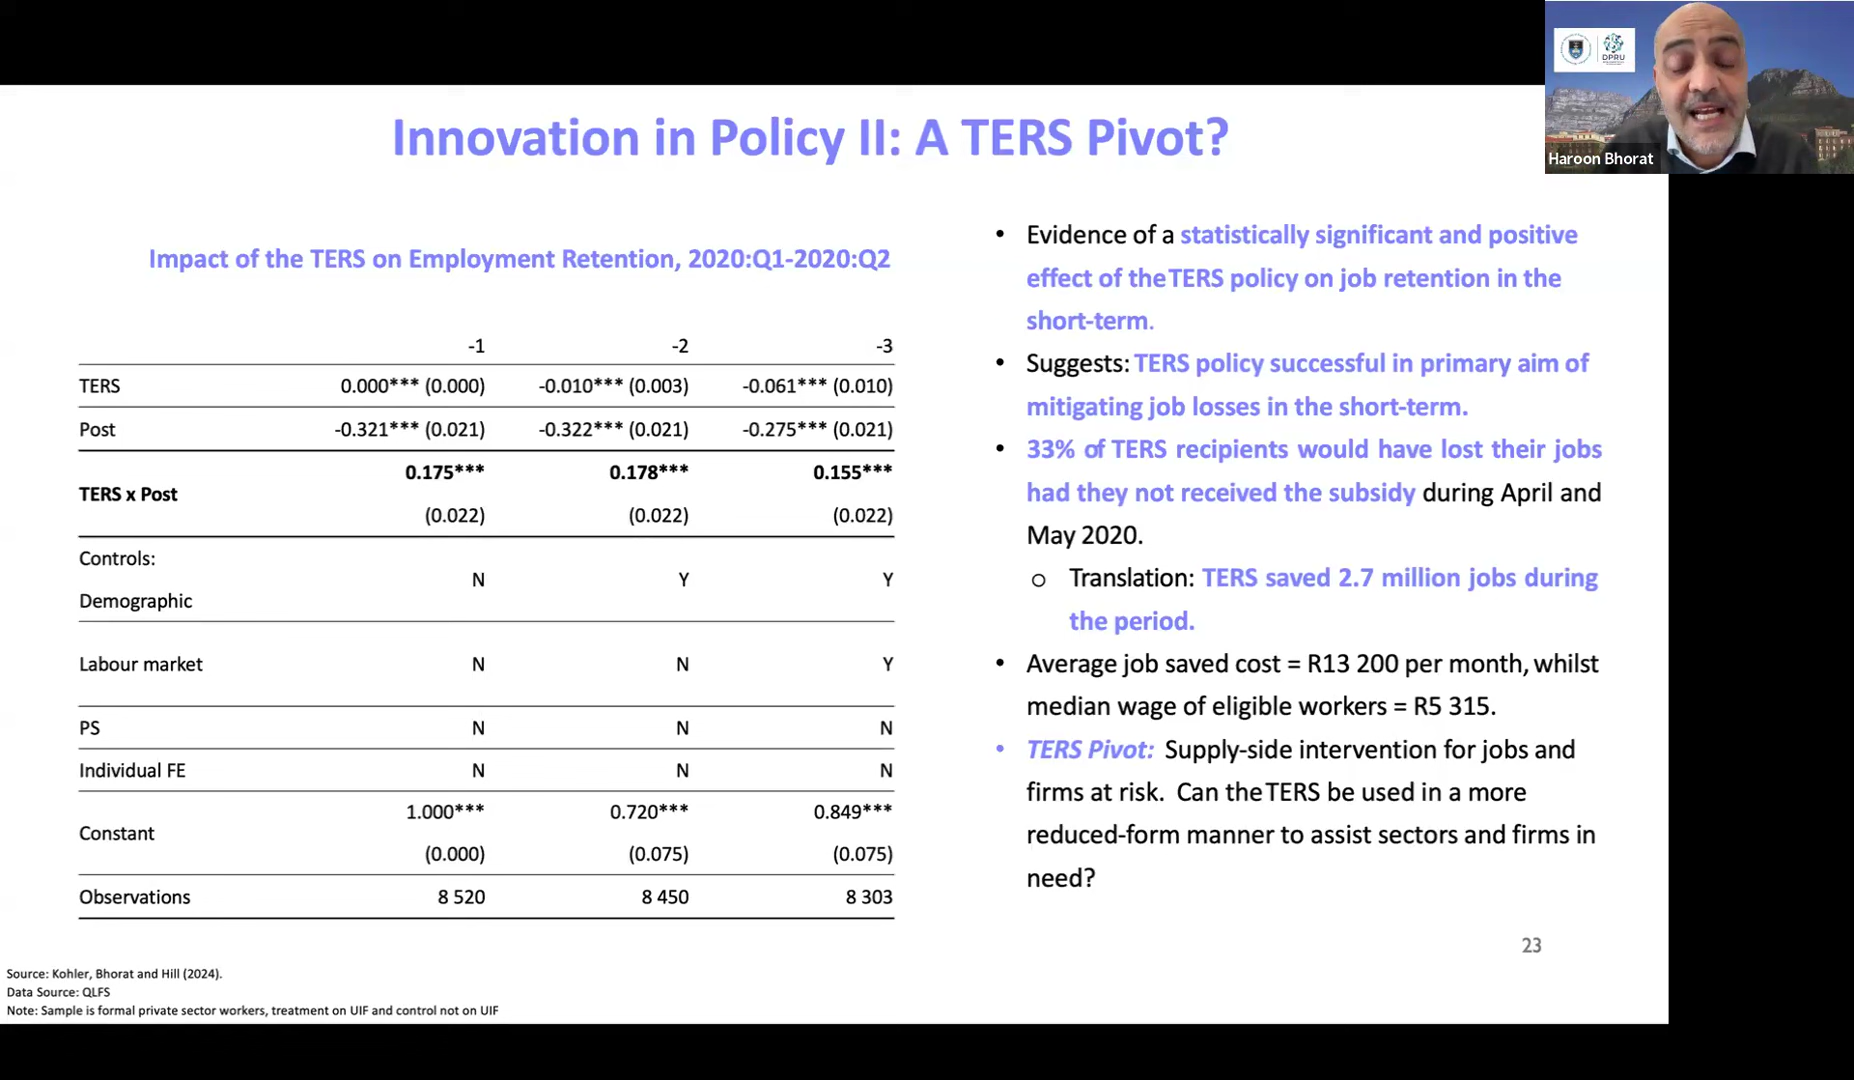 DPRU
Haroon Bhorat
Innovation in Policy II: A TERS Pivot?
Impact of the TERS on Employment Retention, 2020:Q1-2020:Q2
-1 -2 -3
TERS 0.000*** (0.000) -0.010*** (0.003) -0.061*** (0.010)
Post -0.321*** (0.021) -0.322*** (0.021) -0.275*** (0.021)
0.175*** 0.178*** 0.155***
TERS x Post
(0.022) (0.022) (0.022)
Controls:
N Y Y
Demographic
Labour market N N Y
PS N N N
Individual FE N N N
1.000*** 0.720*** 0.849***
Constant
(0.000) (0.075) (0.075)
Observations 8 520 8 450 8 303
• Evidence of a statistically significant and positive
effect of the TERS policy on job retention in the
short-term.
• Suggests: TERS policy successful in primary aim of
mitigating job losses in the short-term.
• 33% of TERS recipients would have lost their jobs
had they not received the subsidy during April and
May 2020.
o Translation: TERS saved 2.7 million jobs during
the period.
• Average job saved cost = R13 200 per month, whilst
median wage of eligible workers = R5 315.
• TERS Pivot: Supply-side intervention for jobs and
firms at risk. Can the TERS be used in a more
reduced-form manner to assist sectors and firms in
need?
23
Source: Kohler, Bhorat and Hill (2024).
Data Source: QLFS
Note: Sample is formal private sector workers, treatment on UIF and control not on UIF